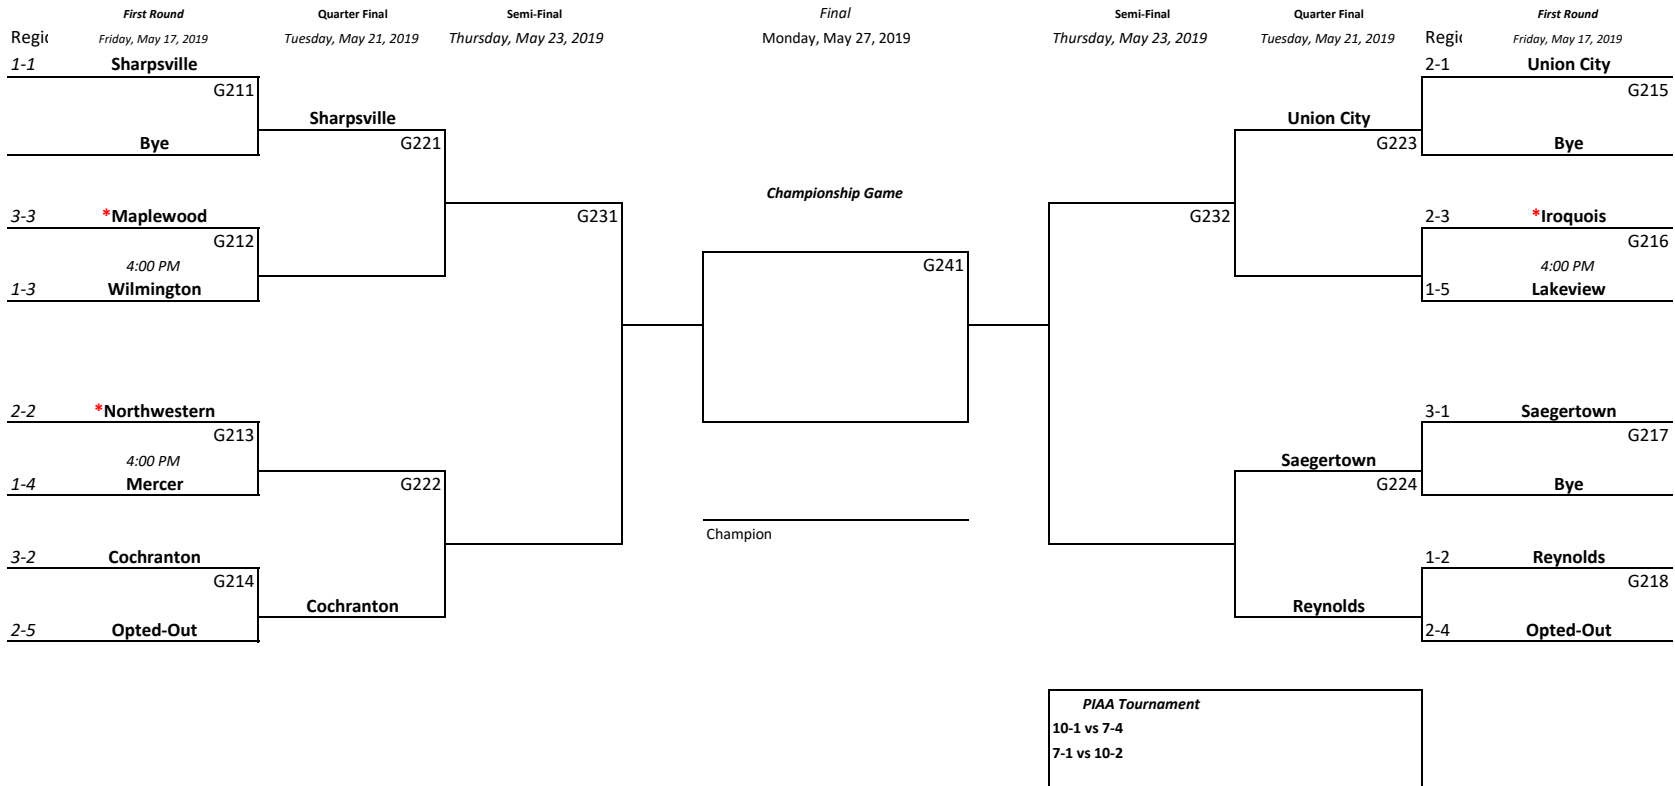 First Round Quarter Final Semi-Final Final Semi-Final Quarter Final First Round
Regic Friday, May 17, 2019 Tuesday, May 21, 2019 Thursday, May 23, 2019 Monday, May 27, 2019 Thursday, May 23, 2019 Tuesday, May 21, 2019 Regic Friday, May 17, 2019
1-1 Sharpsville 2-1 Union City
G211 G215
Sharpsville Union City
Bye G221 G223 Bye
Championship Game
3-3 *Maplewood G231 G232 2-3 *Iroquois
G212 G216
4:00 PM G241 4:00 PM
1-3 Wilmington 1-5 Lakeview
2-2 *Northwestern 3-1 Saegertown
G213 G217
4:00 PM Saegertown
1-4 Mercer G222 G224 Bye
Champion
3-2 Cochranton 1-2 Reynolds
G214 G218
Cochranton Reynolds
2-5 Opted-Out 2-4 Opted-Out
PIAA Tournament
10-1 vs 7-4
7-1 vs 10-2